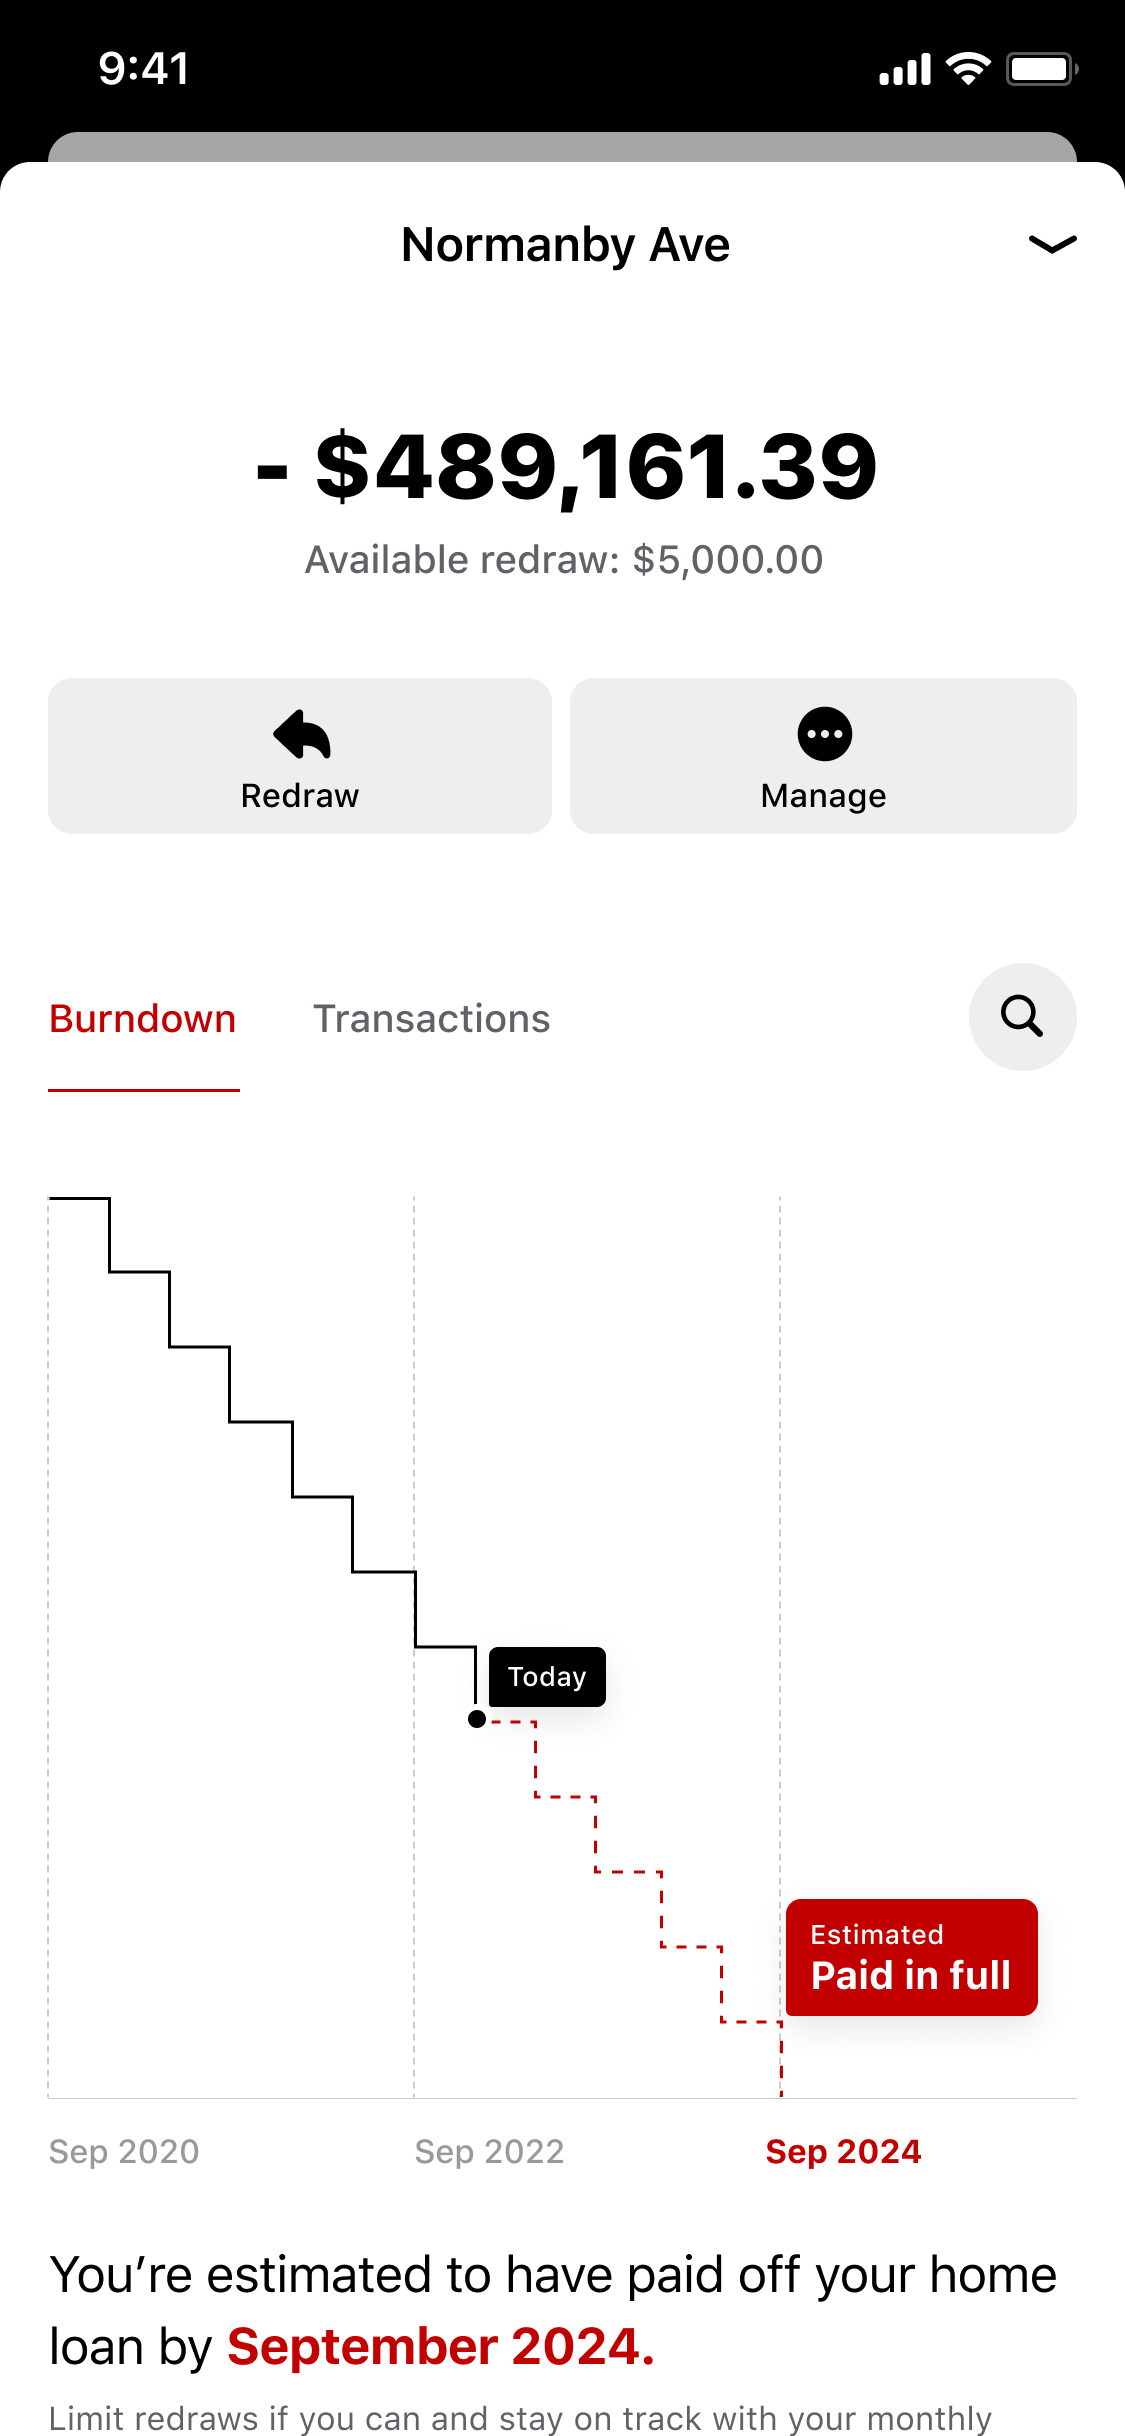 9:41
Normanby Ave
- $489,161.39
Available redraw: $5,000.00
Redraw
Manage
Burndown
Transactions
Today
Estimated
Paid in full
Sep 2020
Sep 2022
Sep 2024
You’re estimated to have paid off your home
loan by September 2024.
Limit redraws if you can and stay on track with your monthly